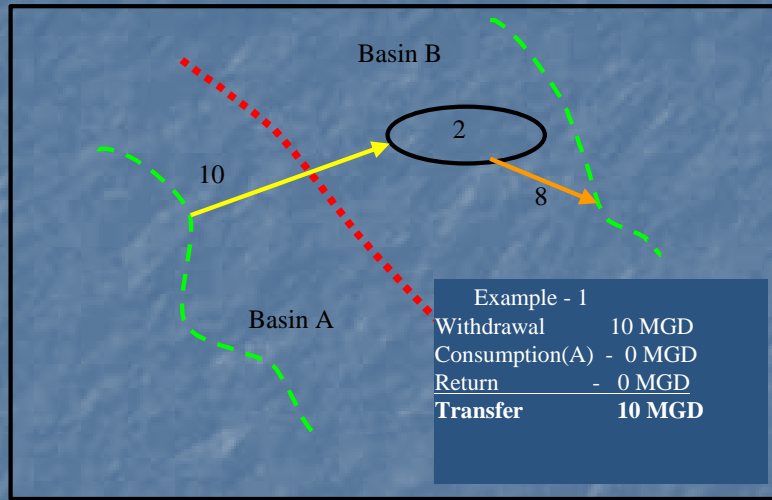 Basin B
2
10
8
Basin A
Example - 1
Withdrawal 10 MGD
Consumption(A) - 0 MGD
Return - 0 MGD
Transfer 10 MGD